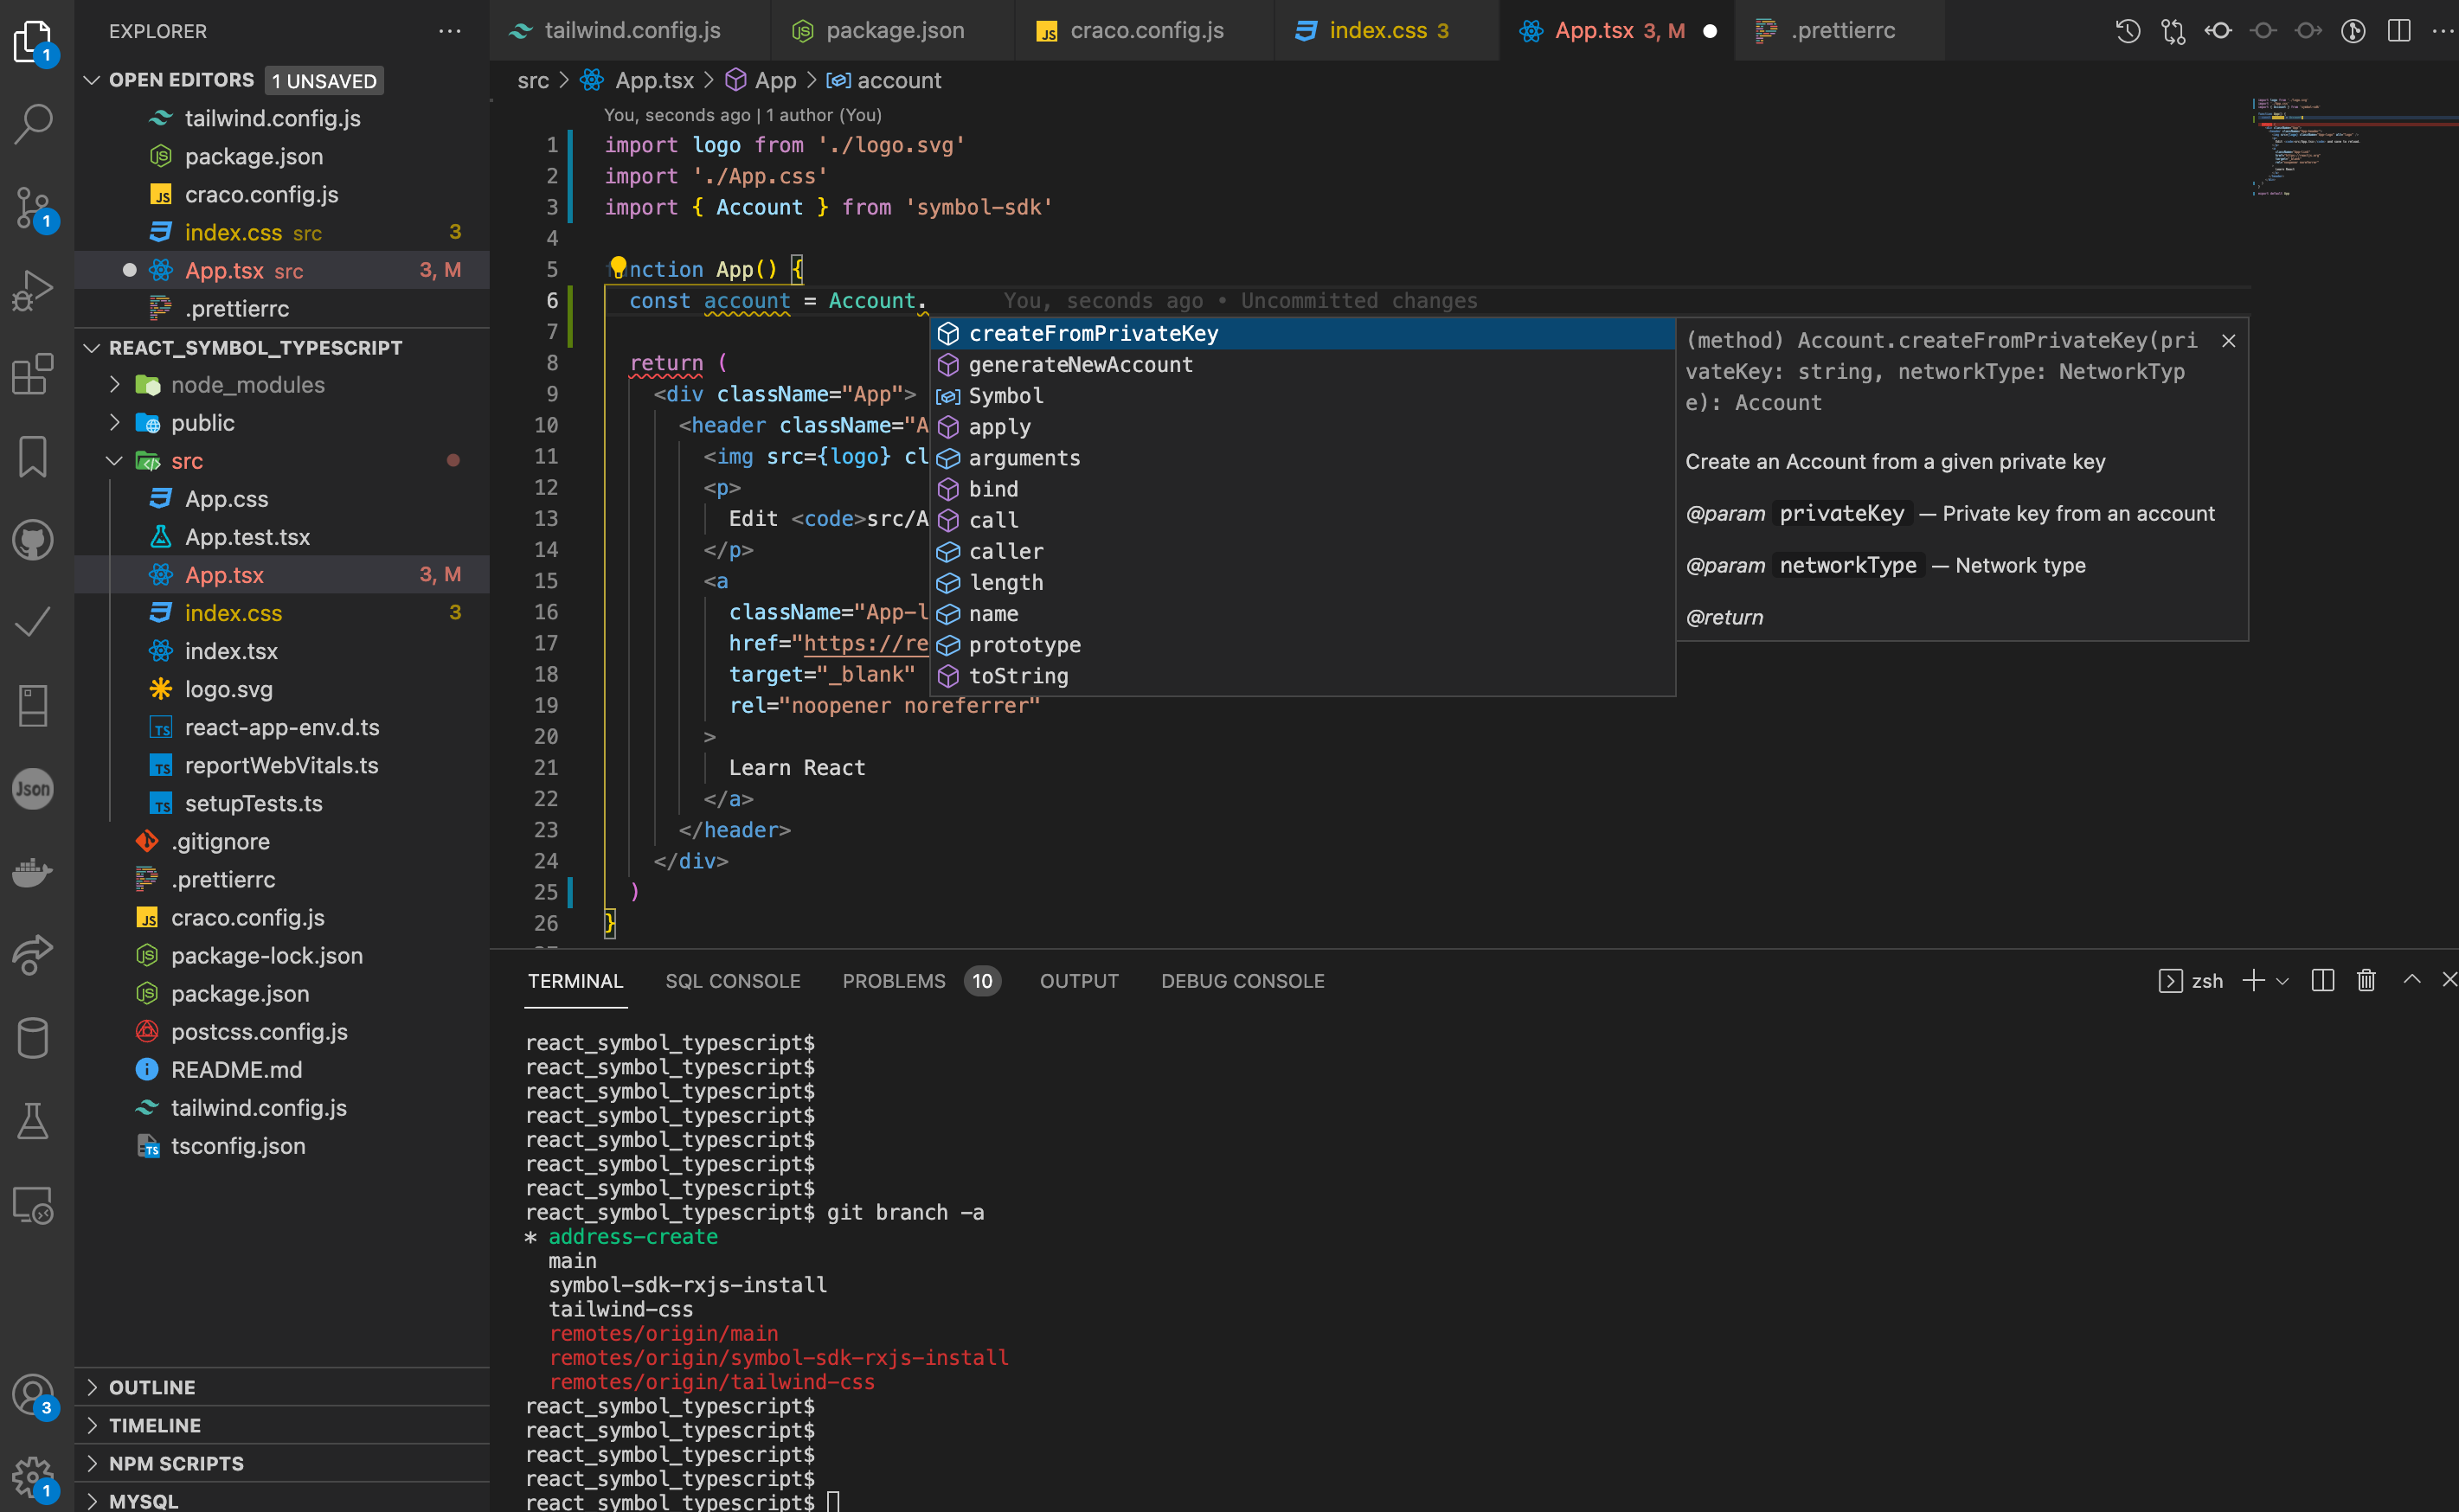 EXPLORER
OPEN EDITORS 1 UNSAVED
tailwind.config.js
package.json
craco.config.js
index.css src 3
App.tsx src 3, M
.prettierrc
REACT_SYMBOL_TYPESCRIPT
node_modules
public
src
App.css
App.test.tsx
App.tsx 3, M
index.css 3
index.tsx
logo.svg
react-app-env.d.ts
reportWebVitals.ts
setupTests.ts
.gitignore
.prettierrc
craco.config.js
package-lock.json
package.json
postcss.config.js
README.md
tailwind.config.js
tsconfig.json
OUTLINE
TIMELINE
NPM SCRIPTS
MYSQL
1
1
Json
3
1
tailwind.config.js package.json craco.config.js index.css 3 App.tsx 3, M .prettierrc
src > App.tsx > App > account
You, seconds ago | 1 author (You)
1 import logo from './logo.svg'
2 import './App.css'
3 import { Account } from 'symbol-sdk'
4
5 nction App() {
6 const account = Account. You, seconds ago • Uncommitted changes
7
8 return (
9 <div className="App">
10 <header className="A
11 <img src={logo} cl
12 <p>
13 Edit <code>src/A
14 </p>
15 <a
16 className="App-l
17 href="https://re
18 target="_blank"
19 rel="noopener noreferrer"
20 >
21 Learn React
22 </a>
23 </header>
24 </div>
25 )
26 }
createFromPrivateKey
generateNewAccount
Symbol
apply
arguments
bind
call
caller
length
name
prototype
toString
(method) Account.createFromPrivateKey(pri
vateKey: string, networkType: NetworkTyp
e): Account
Create an Account from a given private key
@param privateKey — Private key from an account
@param networkType — Network type
@return
TERMINAL SQL CONSOLE PROBLEMS 10 OUTPUT DEBUG CONSOLE
zsh
react_symbol_typescript$
react_symbol_typescript$
react_symbol_typescript$
react_symbol_typescript$
react_symbol_typescript$
react_symbol_typescript$
react_symbol_typescript$
react_symbol_typescript$ git branch -a
* address-create
main
symbol-sdk-rxjs-install
tailwind-css
remotes/origin/main
remotes/origin/symbol-sdk-rxjs-install
remotes/origin/tailwind-css
react_symbol_typescript$
react_symbol_typescript$
react_symbol_typescript$
react_symbol_typescript$
react_symbol_typescript$